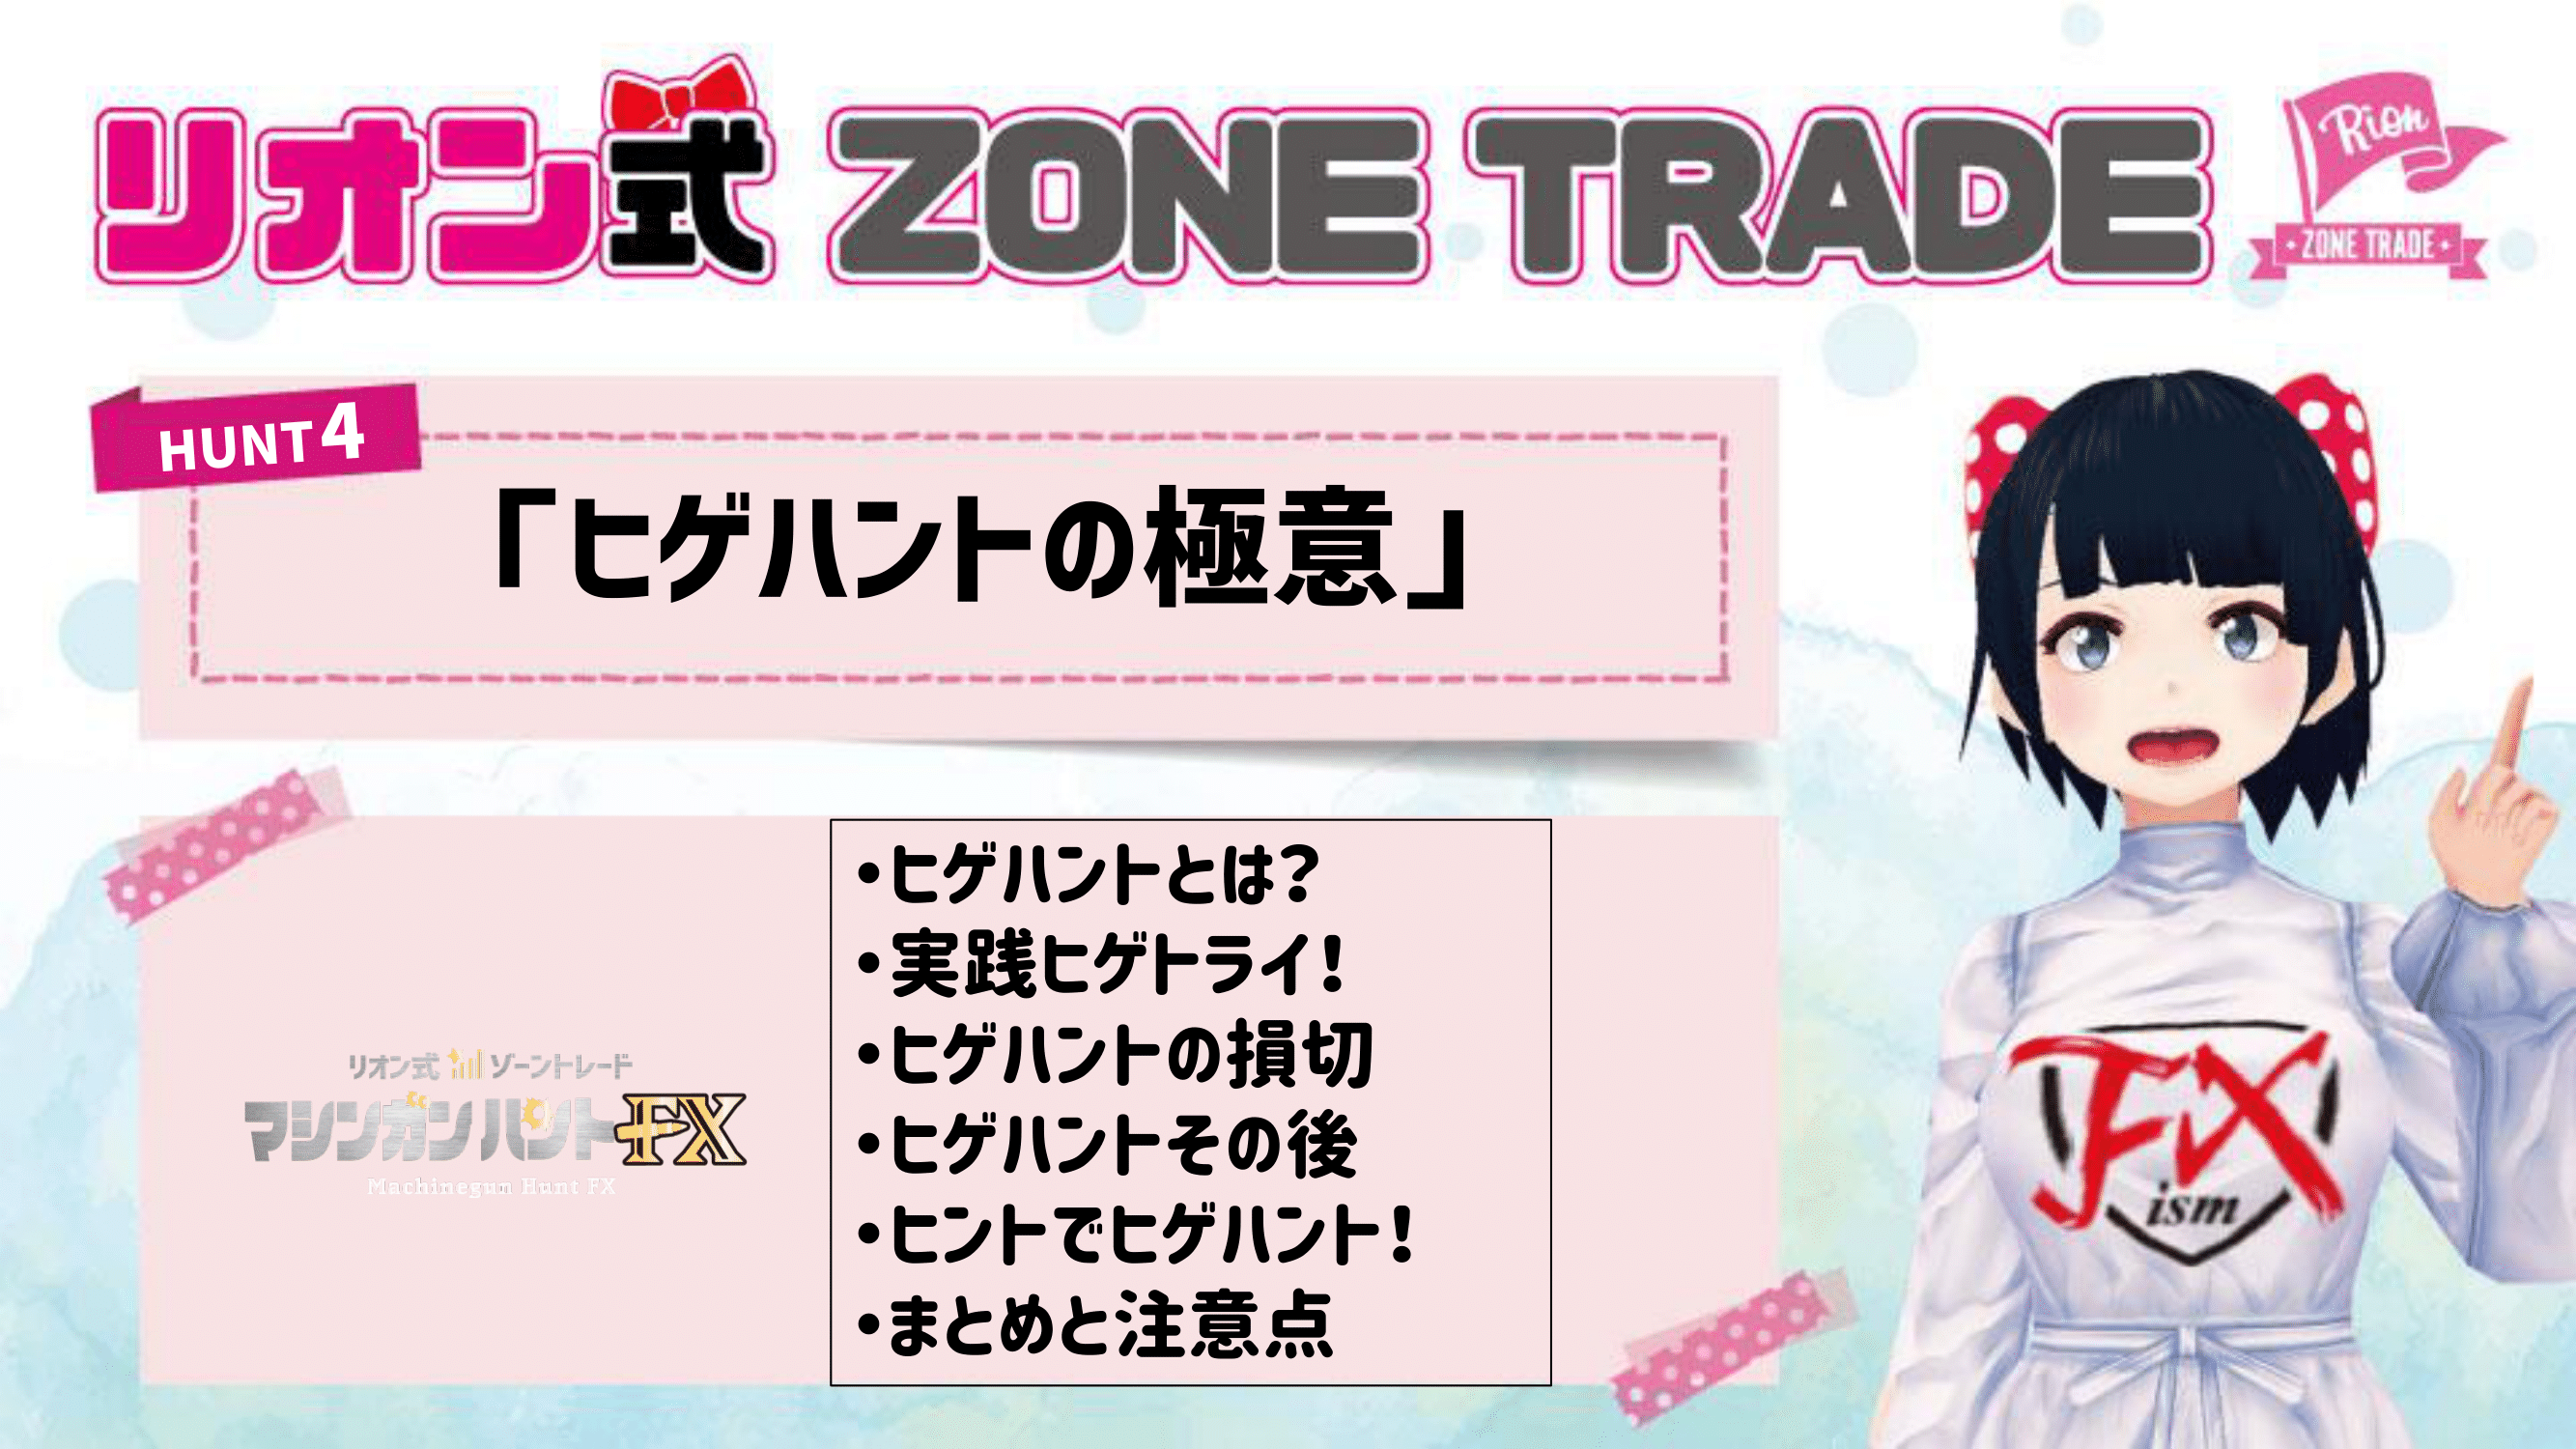 リオン式 ZONE TRADE
Rion
ZONE TRADE
HUNT4
「ヒゲハントの極意」
•ヒゲハントとは?
•実践ヒゲトライ!
•ヒゲハントの損切
•ヒゲハントその後
•ヒントでヒゲハント!
•まとめと注意点
リオン式 ゾーントレード
マシンガンハントFX
Machinegun Hunt FX
FX
ism